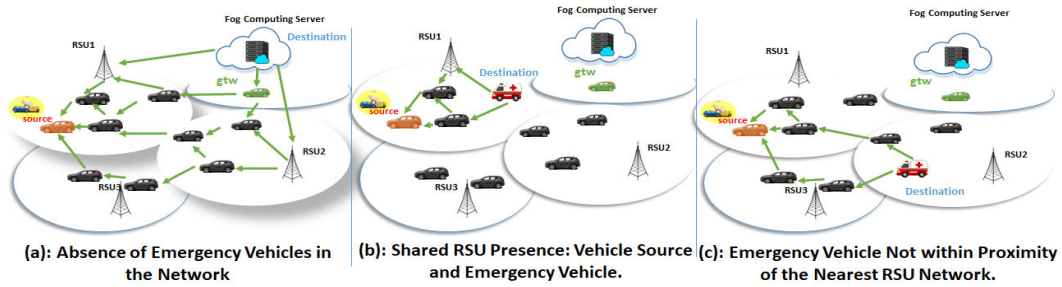 Fog Computing Server
Destination
RSU1
gtw
source
RSU2
RSU3
(a): Absence of Emergency Vehicles in
the Network
Fog Computing Server
RSU1
gtw
Destination
source
RSU2
RSU3
(b): Shared RSU Presence: Vehicle Source
and Emergency Vehicle.
Fog Computing Server
RSU1
gtw
source
RSU2
Destination
RSU3
(c): Emergency Vehicle Not within Proximity
of the Nearest RSU Network.